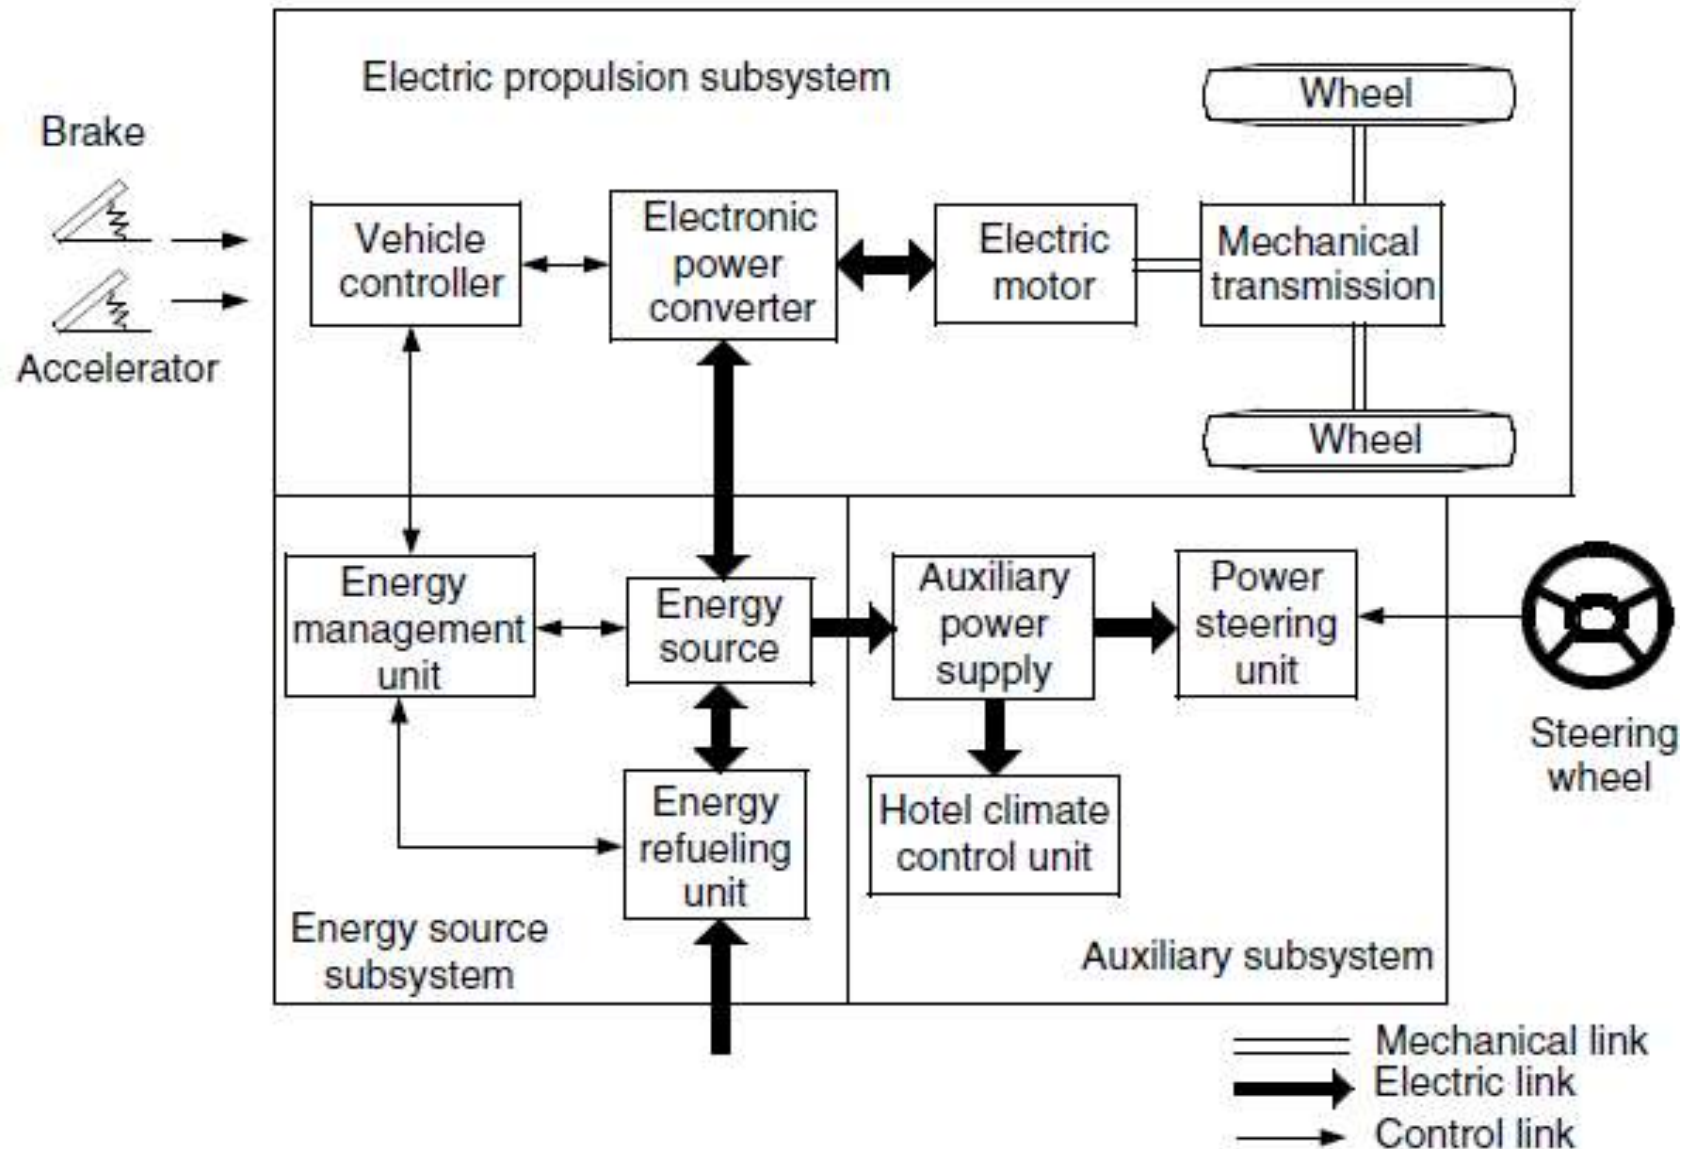 Electric propulsion subsystem
Wheel
Brake
Accelerator
Vehicle
controller
Electronic
power
converter
Electric
motor
Mechanical
transmission
Wheel
Energy
management
unit
Energy
source
Auxiliary
power
supply
Power
steering
unit
Steering
wheel
Energy
refueling
unit
Hotel climate
control unit
Energy source
subsystem
Auxiliary subsystem
Mechanical link
Electric link
Control link